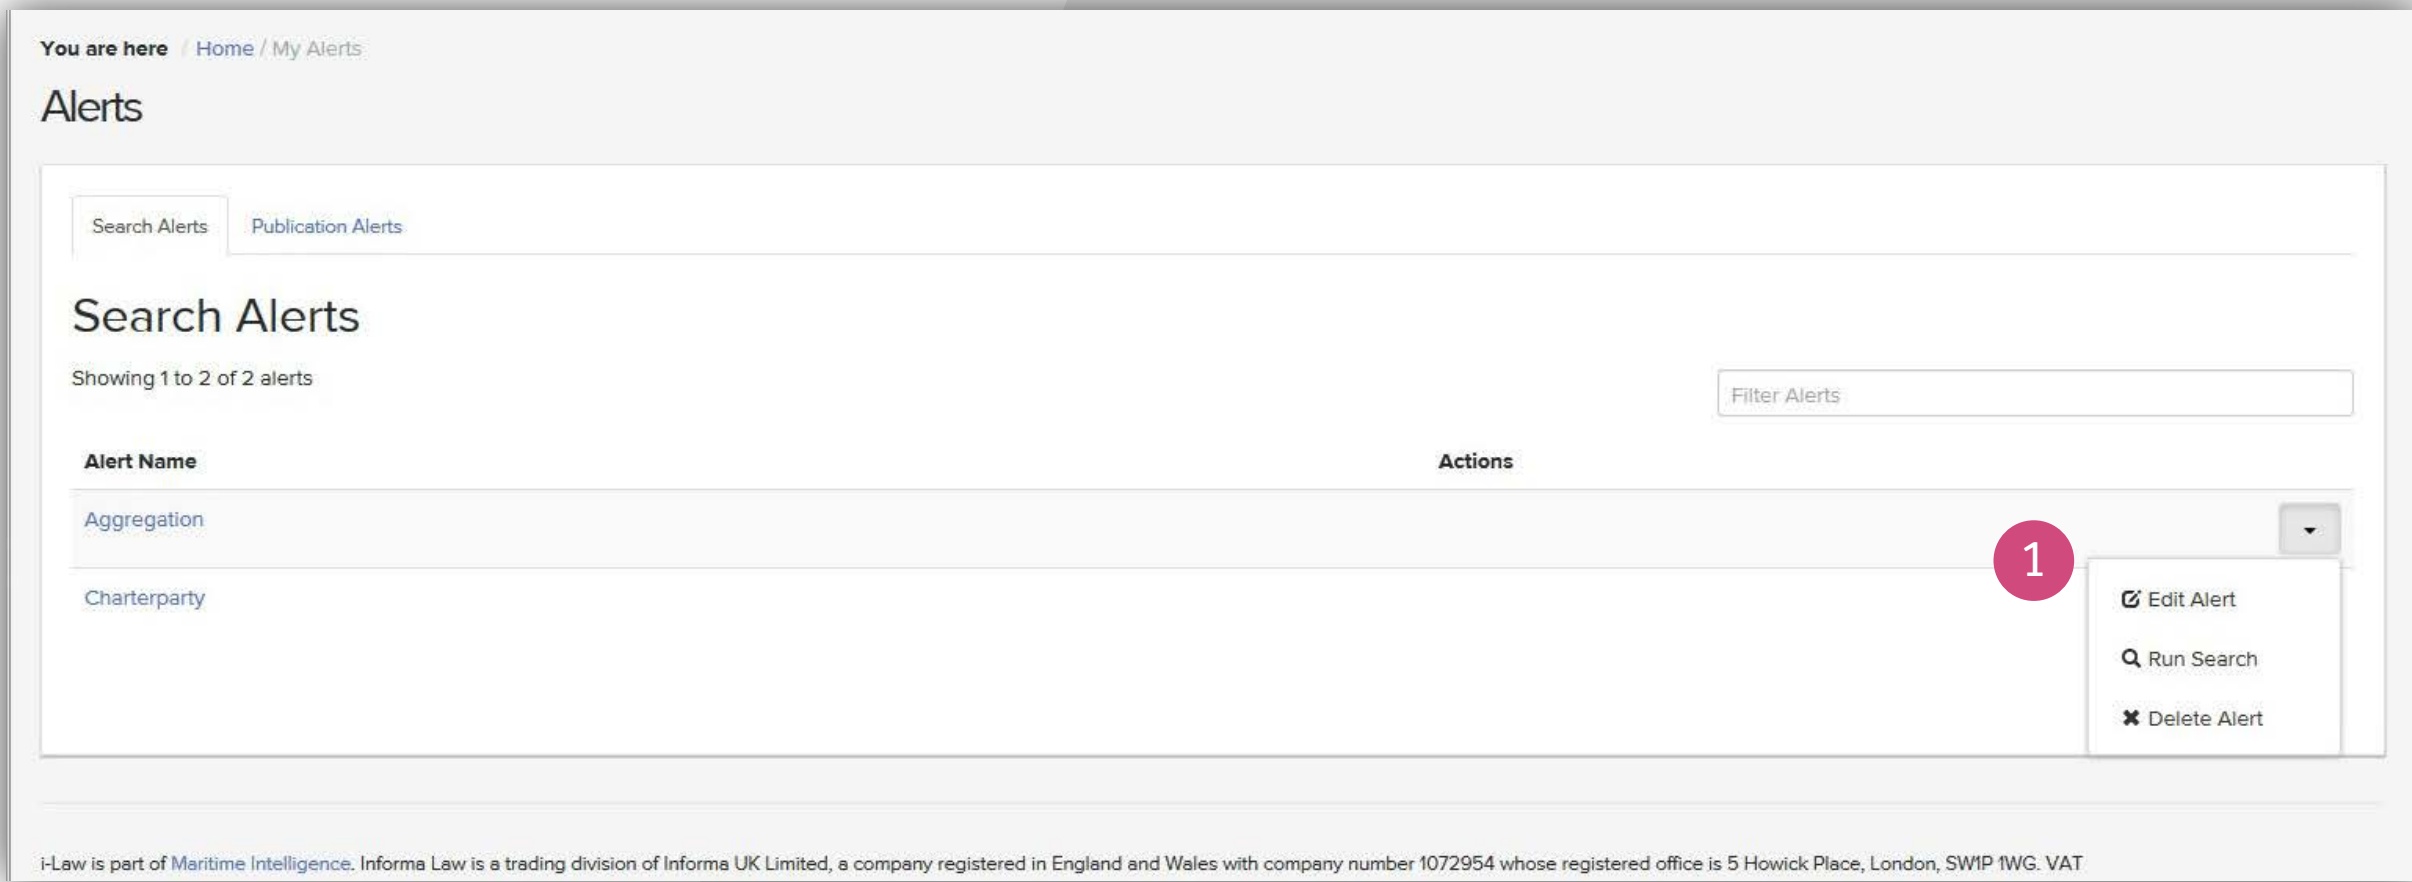 You are here / Home / My Alerts
Alerts
Search Alerts Publication Alerts
Search Alerts
Showing 1 to 2 of 2 alerts
Filter Alerts
Alert Name Actions
Aggregation
1
Charterparty
Edit Alert
Run Search
Delete Alert
i-Law is part of Maritime Intelligence. Informa Law is a trading division of Informa UK Limited, a company registered in England and Wales with company number 1072954 whose registered office is 5 Howick Place, London, SW1P 1WG. VAT